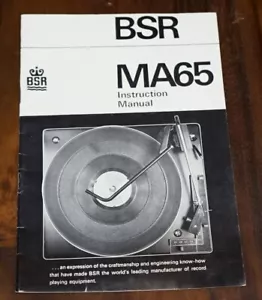 BSR
BSR
MA65
Instruction
Manual
...an expression of the craftsmanship and engineering know-how
that have made BSR the world's leading manufacturer of record
playing equipment.